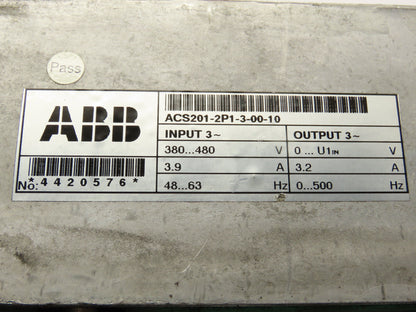 Pass
ABB
ACS201-2P1-3-00-10
INPUT 3~ OUTPUT 3~
380...480 V 0 ... U1IN V
3.9 A 3.2 A
48...63 Hz 0...500 Hz
No: *4420576*